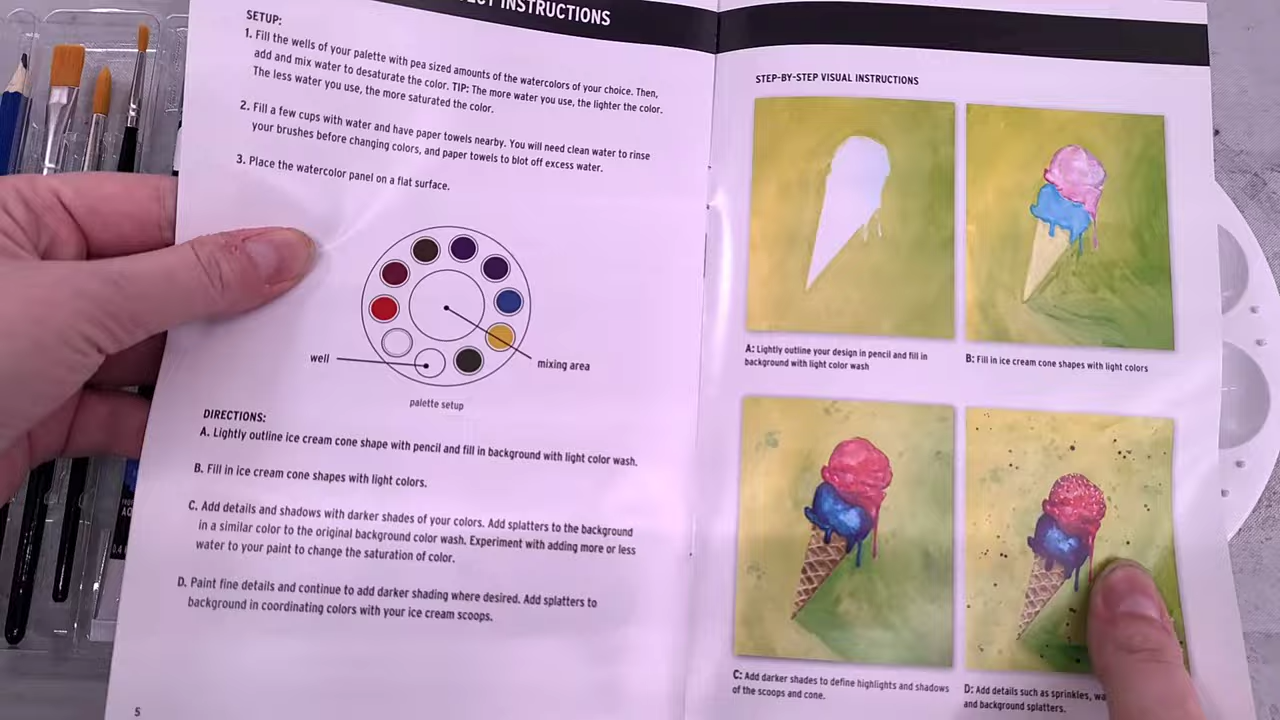 INSTRUCTIONS
SETUP:
1. Fill the wells of your palette with pea sized amounts of the watercolors of your choice. Then,
add and mix water to desaturate the color. TIP: The more water you use, the lighter the color.
The less water you use, the more saturated the color.
2. Fill a few cups with water and have paper towels nearby. You will need clean water to rinse
your brushes before changing colors, and paper towels to blot off excess water.
3. Place the watercolor panel on a flat surface.
well
mixing area
palette setup
DIRECTIONS:
A. Lightly outline ice cream cone shape with pencil and fill in background with light color wash.
B. Fill in ice cream cone shapes with light colors.
C. Add details and shadows with darker shades of your colors. Add splatters to the background
in a similar color to the original background color wash. Experiment with adding more or less
water to your paint to change the saturation of color.
D. Paint fine details and continue to add darker shading where desired. Add splatters to
background in coordinating colors with your ice cream scoops.
5
STEP-BY-STEP VISUAL INSTRUCTIONS
A: Lightly outline your design in pencil and fill in
background with light color wash
B: Fill in ice cream cone shapes with light colors
C: Add darker shades to define highlights and shadows
of the scoops and cone.
D: Add details such as sprinkles,
and background splatters.